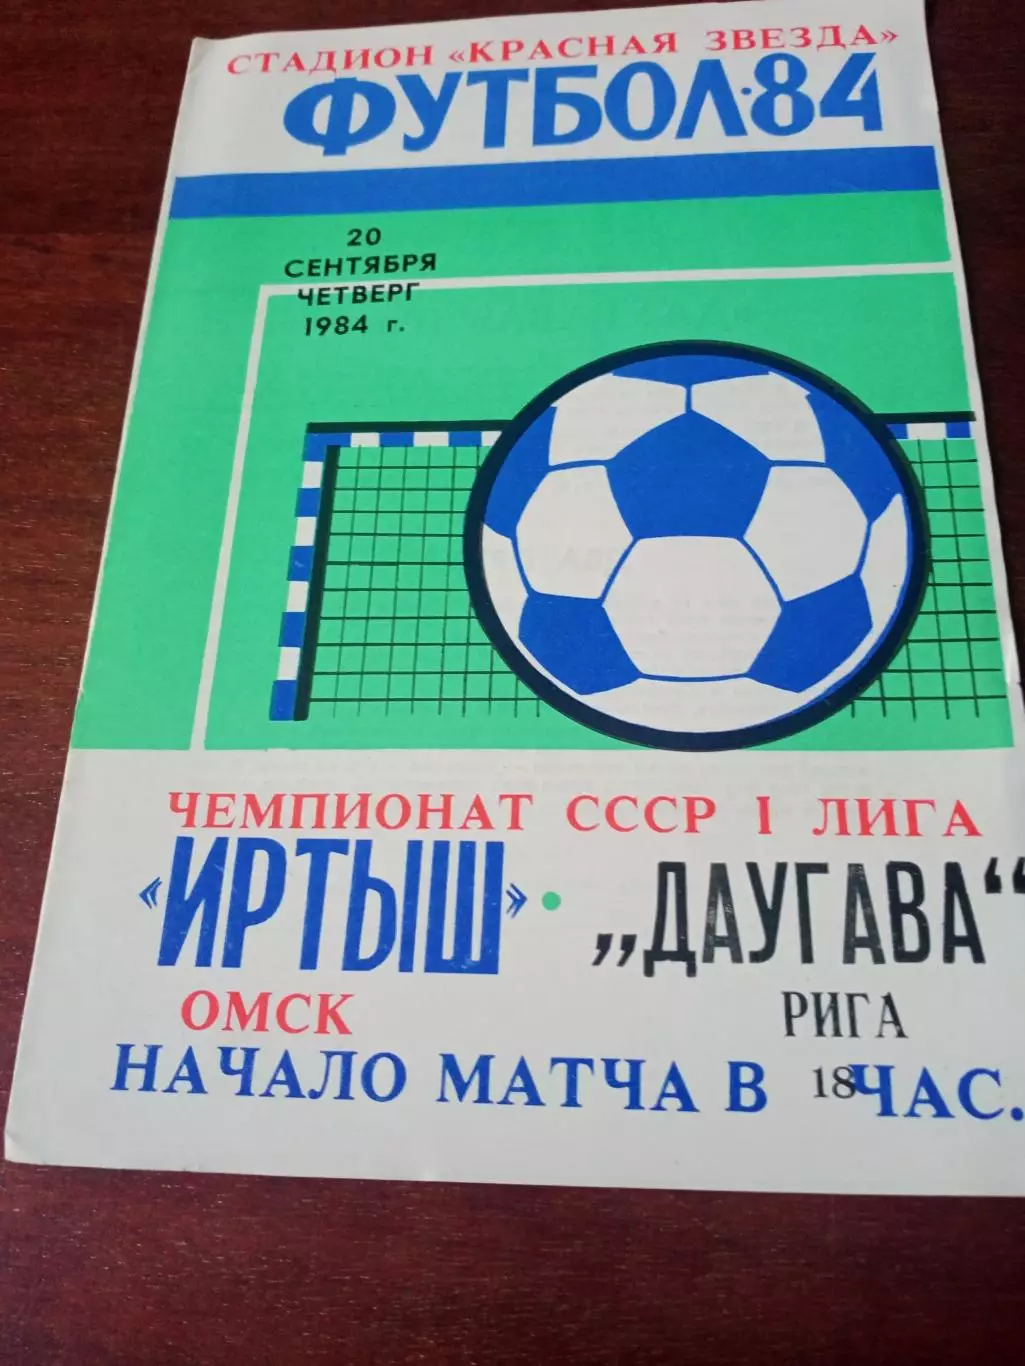 СТАДИОН «КРАСНАЯ ЗВЕЗДА»
ФУТБОЛ·84
20
СЕНТЯБРЯ
ЧЕТВЕРГ
1984 г.
ЧЕМПИОНАТ СССР I ЛИГА
«ИРТЫШ» • „ДАУГАВА“
ОМСК РИГА
НАЧАЛО МАТЧА В 18 ЧАС.